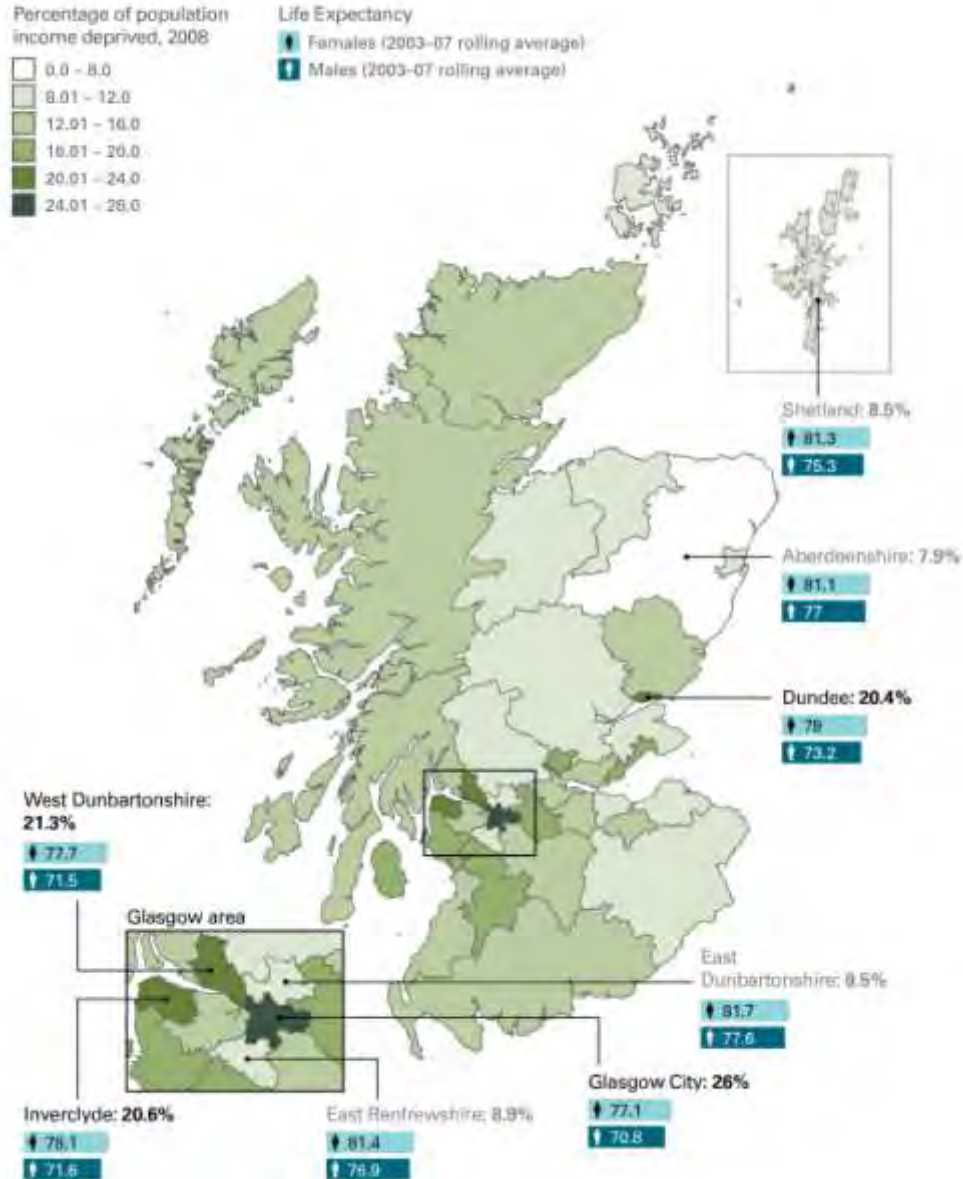 Percentage of population
income deprived, 2008
0.0 – 8.0
8.01 – 12.0
12.01 – 16.0
16.01 – 20.0
20.01 – 24.0
24.01 – 26.0
Life Expectancy
Females (2003–07 rolling average)
Males (2003–07 rolling average)
Shetland: 8.5%
81.3
75.3
Aberdeenshire: 7.9%
81.1
77
Dundee: 20.4%
79
73.2
West Dunbartonshire:
21.3%
77.7
71.5
Glasgow area
East
Dunbartonshire: 9.5%
81.7
77.6
Glasgow City: 26%
77.1
70.8
Inverclyde: 20.6%
78.1
71.6
East Renfrewshire: 8.9%
81.4
76.9